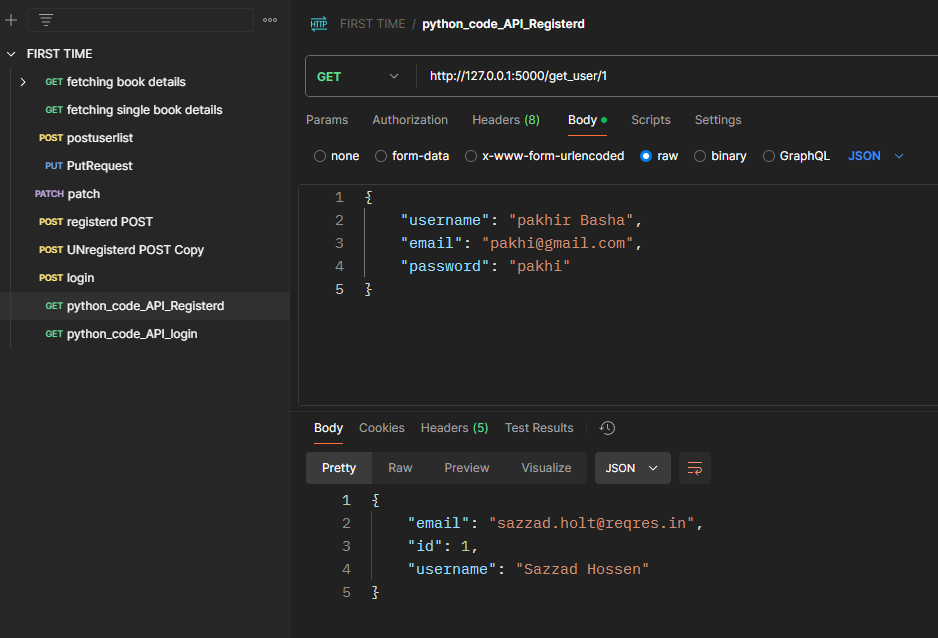 FIRST TIME
GET fetching book details
GET fetching single book details
POST postuserlist
PUT PutRequest
PATCH patch
POST registerd POST
POST UNregisterd POST Copy
POST login
GET python_code_API_Registerd
GET python_code_API_login
HTTP FIRST TIME / python_code_API_Registerd
GET http://127.0.0.1:5000/get_user/1
Params Authorization Headers (8) Body Scripts Settings
none form-data x-www-form-urlencoded raw binary GraphQL JSON
1 {
2 "username": "pakhir Basha",
3 "email": "pakhi@gmail.com",
4 "password": "pakhi"
5 }
Body Cookies Headers (5) Test Results
Pretty Raw Preview Visualize JSON
1 {
2 "email": "sazzad.holt@reqres.in",
3 "id": 1,
4 "username": "Sazzad Hossen"
5 }